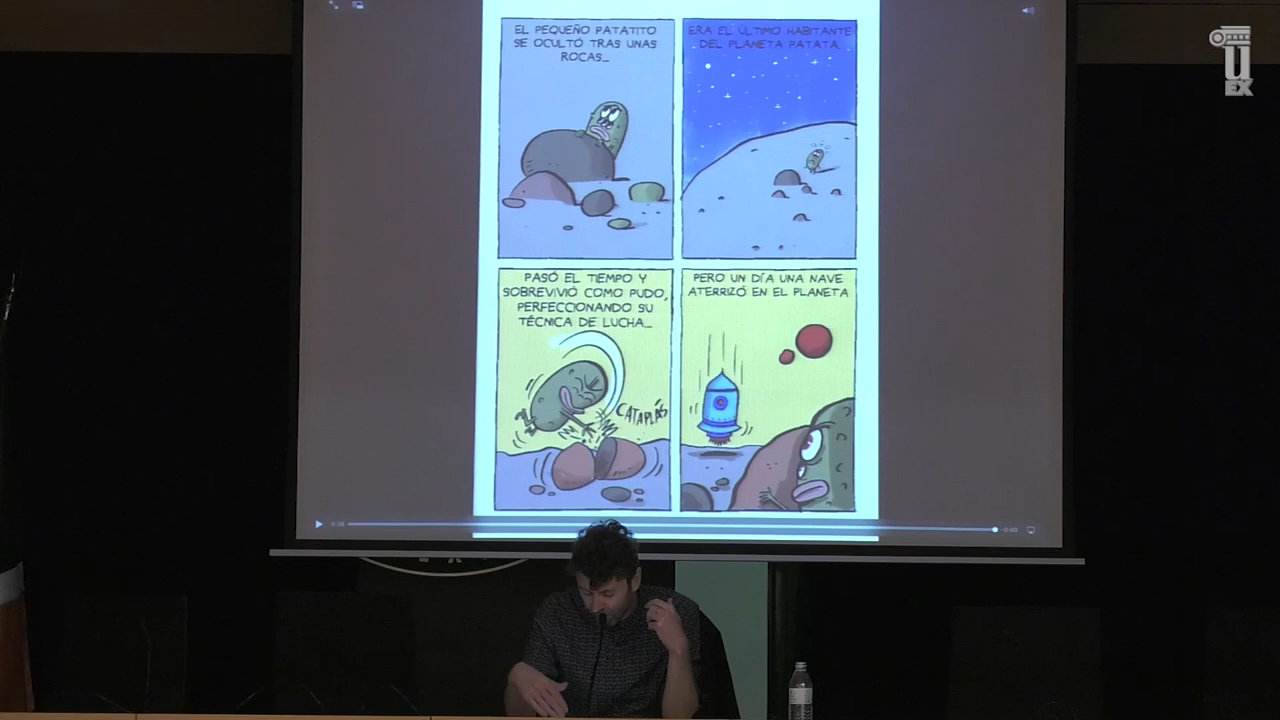 EL PEQUEÑO PATATITO
SE OCULTÓ TRAS UNAS
ROCAS...
ERA EL ÚLTIMO HABITANTE
DEL PLANETA PATATA.
PASÓ EL TIEMPO Y
SOBREVIVIÓ COMO PUDO,
PERFECCIONANDO SU
TÉCNICA DE LUCHA...
CATAPLÁS
PERO UN DÍA UNA NAVE
ATERRIZÓ EN EL PLANETA
UEX